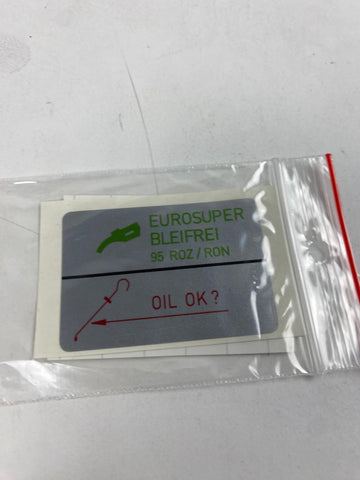 EUROSUPER
BLEIFREI
95 ROZ/RON
OIL OK?